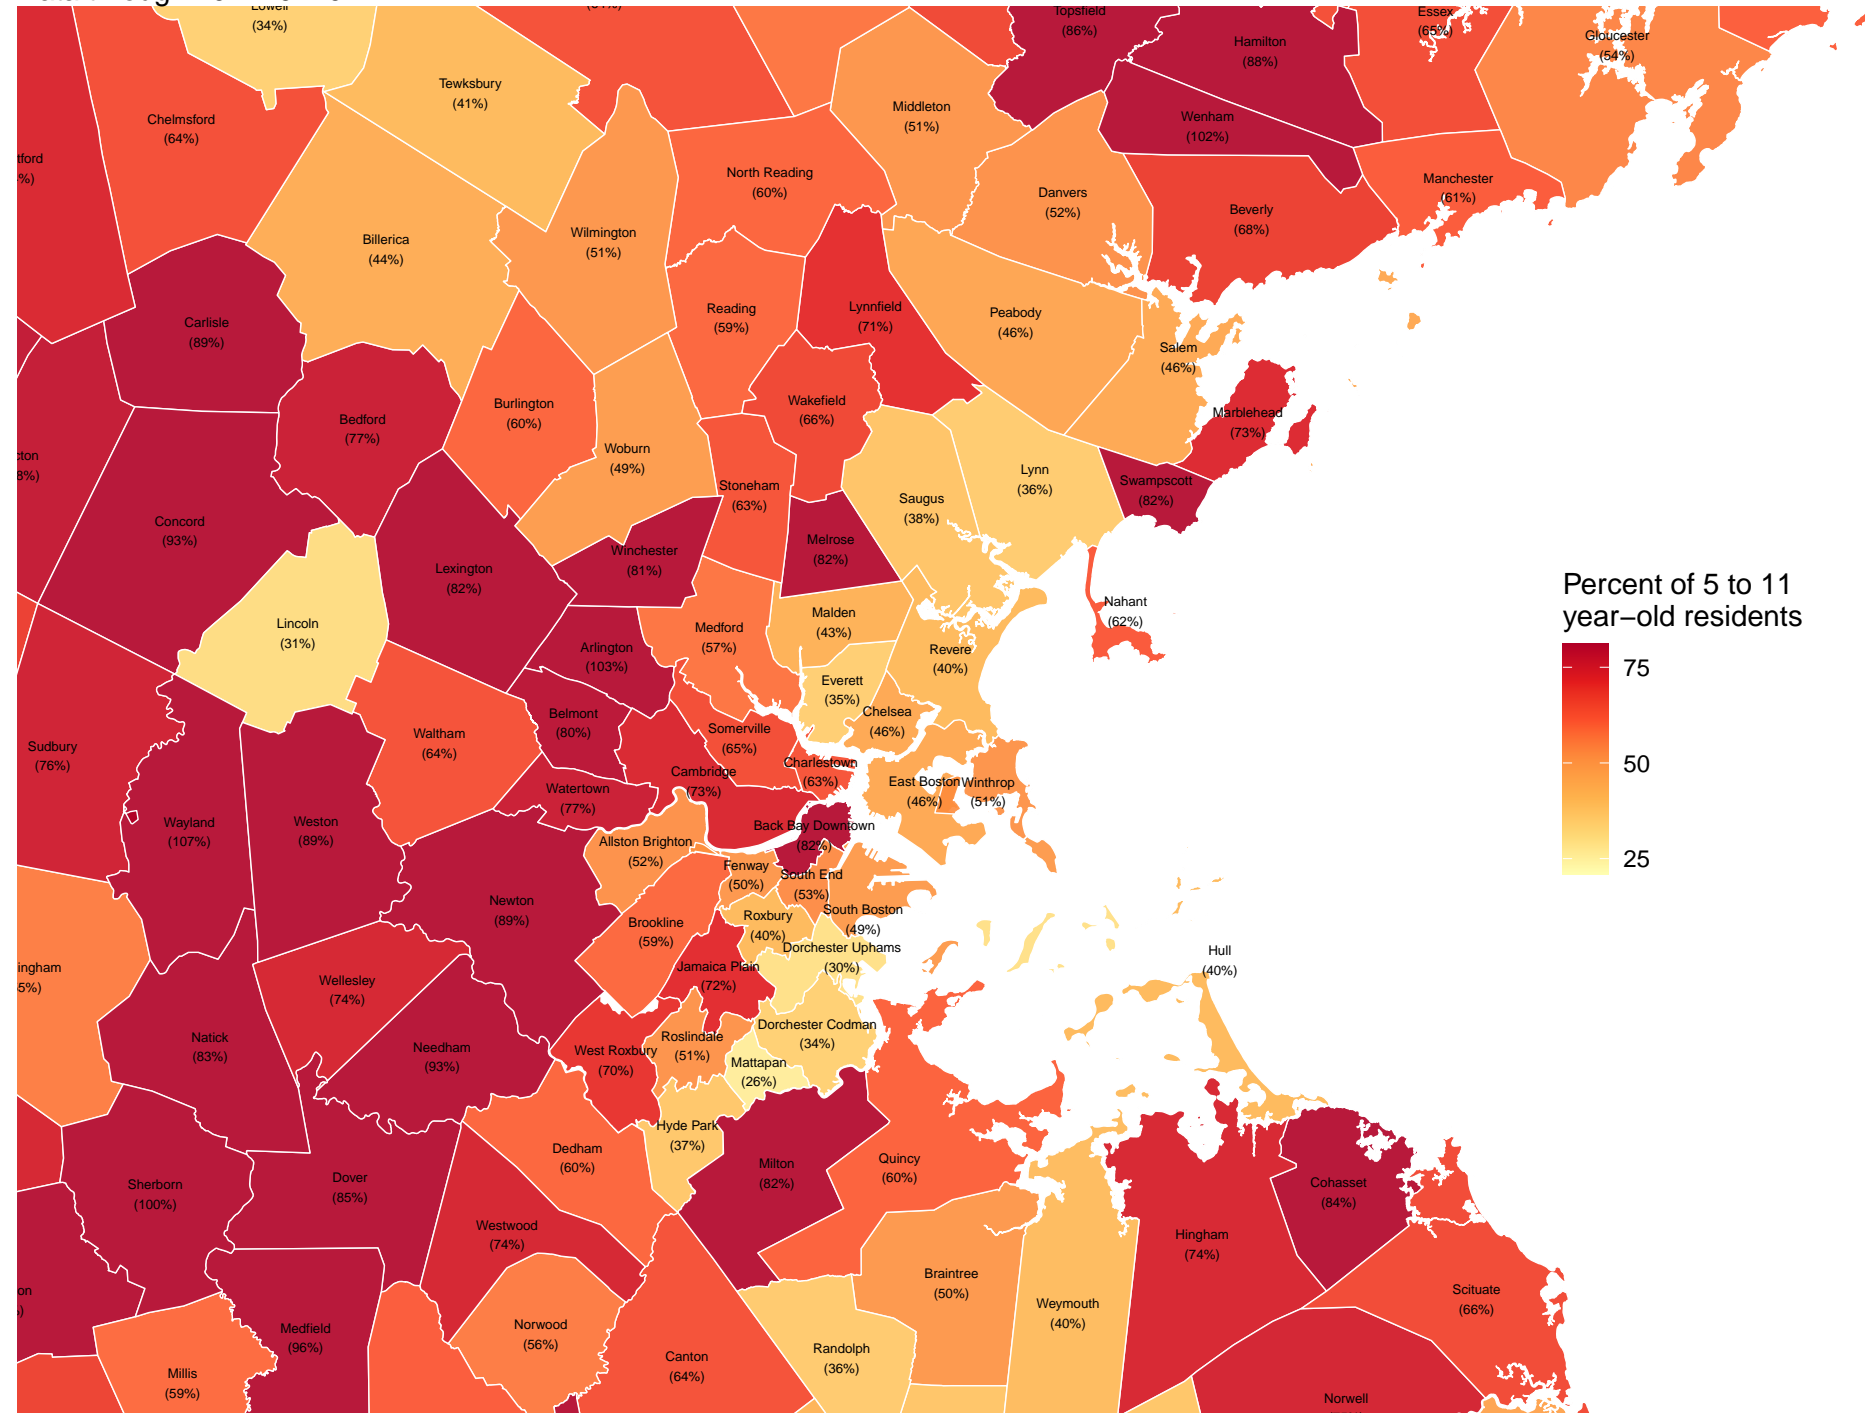 Lowell
(34%)
Topsfield
(86%)
Essex
(65%)
Hamilton
(88%)
Gloucester
(54%)
Tewksbury
(41%)
Middleton
(51%)
Chelmsford
(64%)
Wenham
(102%)
North Reading
(60%)
Danvers
(52%)
Manchester
(61%)
Beverly
(68%)
Billerica
(44%)
Wilmington
(51%)
Carlisle
(89%)
Reading
(59%)
Lynnfield
(71%)
Peabody
(46%)
Salem
(46%)
Bedford
(77%)
Burlington
(60%)
Wakefield
(66%)
Marblehead
(73%)
Woburn
(49%)
Stoneham
(63%)
Saugus
(38%)
Lynn
(36%)
Swampscott
(82%)
Concord
(93%)
Lexington
(82%)
Winchester
(81%)
Melrose
(82%)
Percent of 5 to 11
year−old residents
75
50
25
Lincoln
(31%)
Arlington
(103%)
Medford
(57%)
Malden
(43%)
Revere
(40%)
Nahant
(62%)
Everett
(35%)
Chelsea
(46%)
Sudbury
(76%)
Waltham
(64%)
Belmont
(80%)
Somerville
(65%)
Cambridge
(73%)
Charlestown
(63%)
East Boston
(46%)
Winthrop
(51%)
Watertown
(77%)
Wayland
(107%)
Weston
(89%)
Back Bay Downtown
(82%)
Allston Brighton
(52%)
Fenway
(50%)
South End
(53%)
Newton
(89%)
Brookline
(59%)
Roxbury
(40%)
South Boston
(49%)
Dorchester Uphams
(30%)
Hull
(40%)
Jamaica Plain
(72%)
Wellesley
(74%)
Natick
(83%)
Needham
(93%)
West Roxbury
(70%)
Roslindale
(51%)
Dorchester Codman
(34%)
Mattapan
(26%)
Hyde Park
(37%)
Dedham
(60%)
Milton
(82%)
Quincy
(60%)
Sherborn
(100%)
Dover
(85%)
Westwood
(74%)
Hingham
(74%)
Cohasset
(84%)
Braintree
(50%)
Weymouth
(40%)
Scituate
(66%)
Medfield
(96%)
Norwood
(56%)
Canton
(64%)
Randolph
(36%)
Millis
(59%)
Norwell